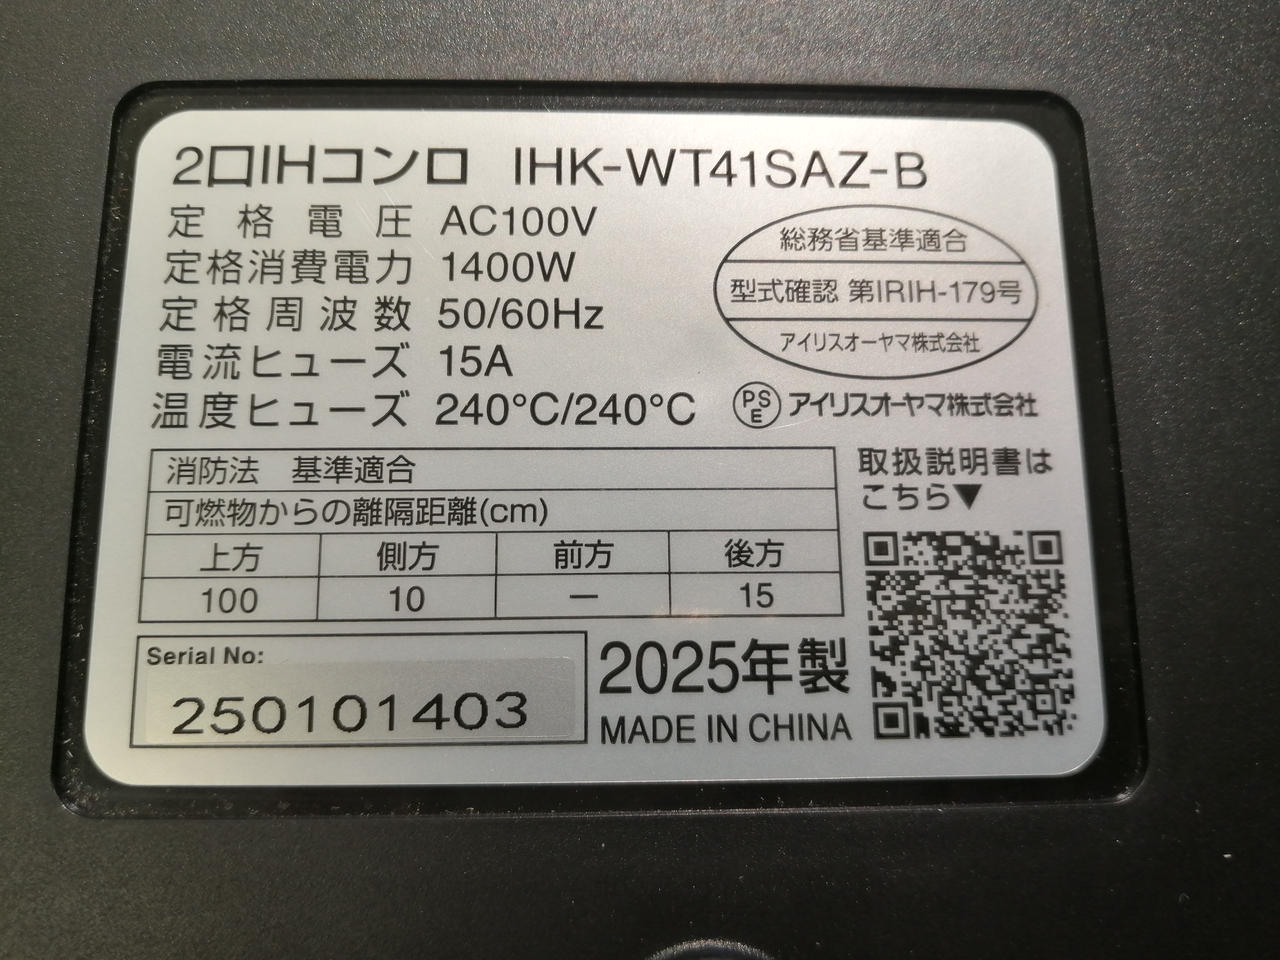 2口IHコンロ IHK-WT41SAZ-B
定格電圧 AC100V
定格消費電力 1400W
定格周波数 50/60Hz
電流ヒューズ 15A
温度ヒューズ 240°C/240°C
総務省基準適合
型式確認 第IRIH-179号
アイリスオーヤマ株式会社
PSE アイリスオーヤマ株式会社
消防法 基準適合
可燃物からの離隔距離(cm)
上方 側方 前方 後方
100 10 ― 15
取扱説明書は
こちら▼
Serial No:
250101403
2025年製
MADE IN CHINA